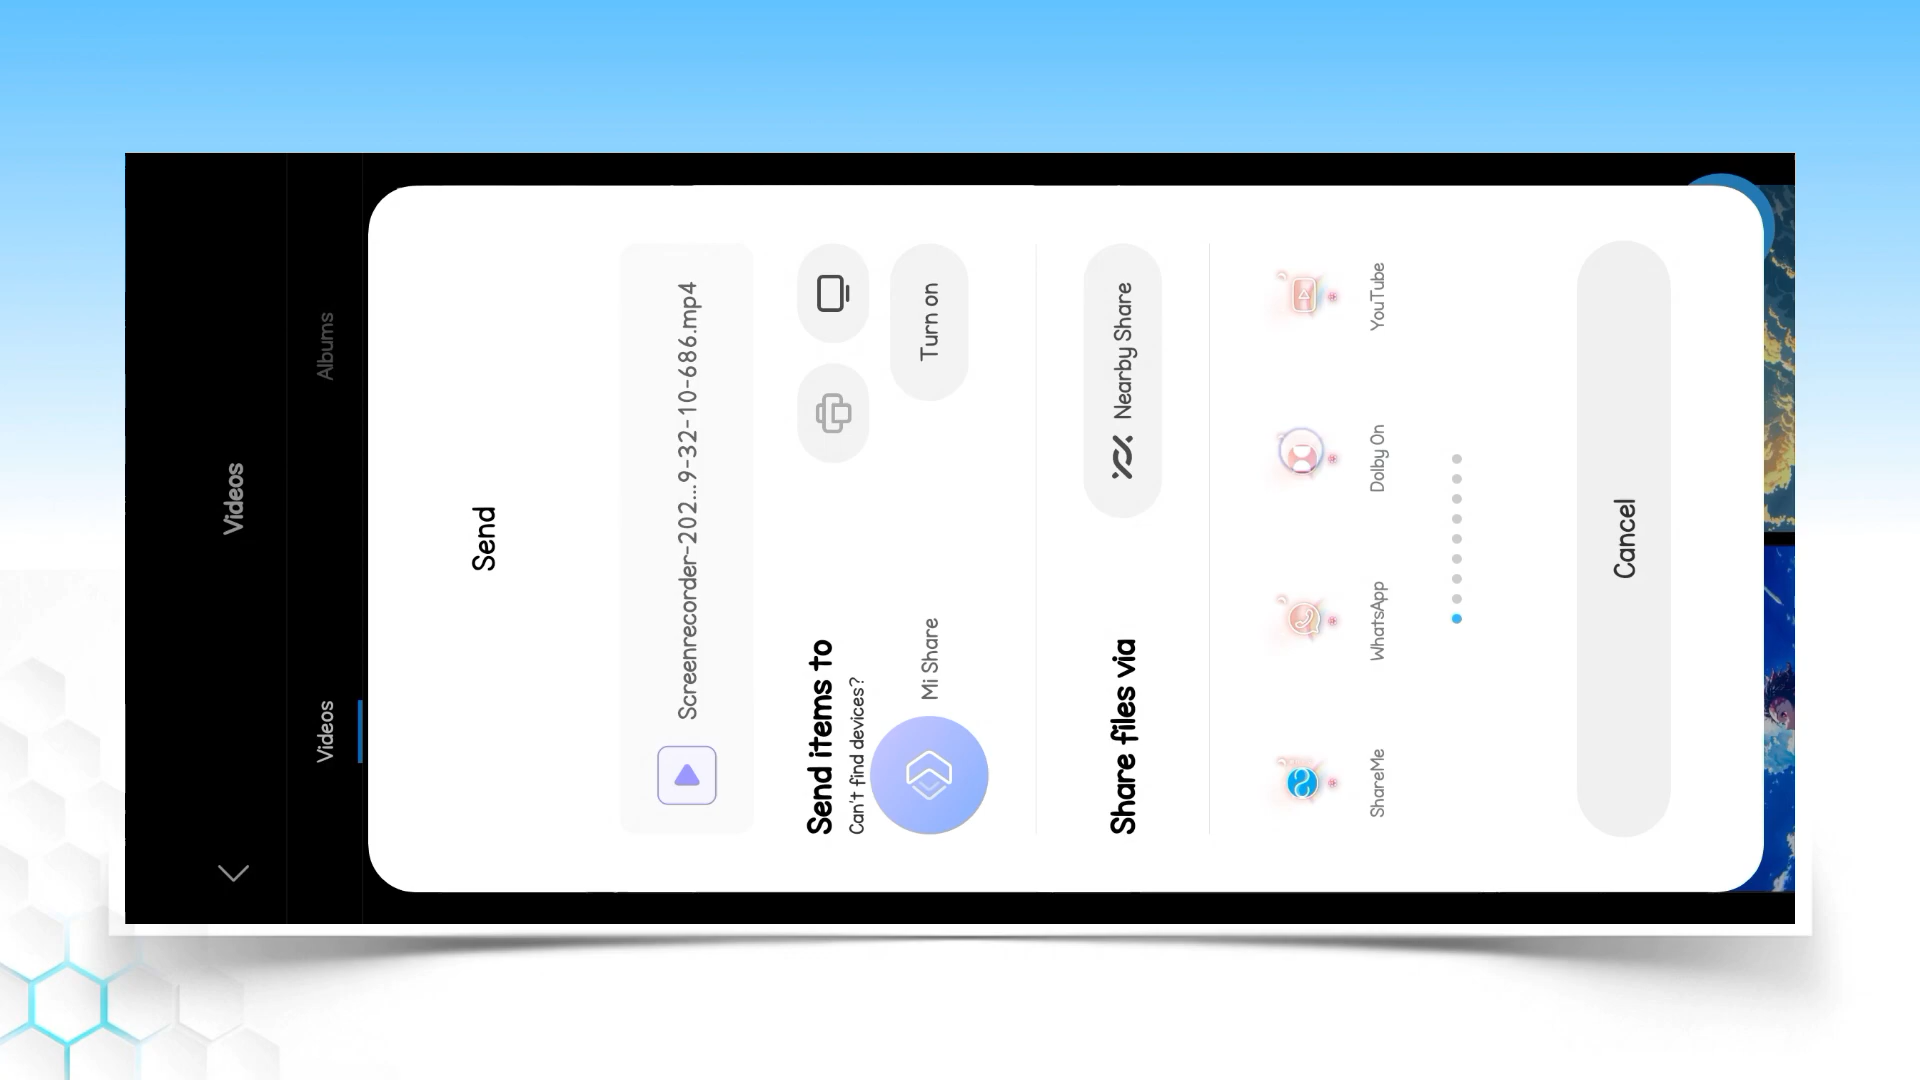 Videos
Videos
Albums
Send
Screenrecorder-202...9-32-10-686.mp4
Send items to
Can't find devices?
Mi Share
Turn on
Share files via
Nearby Share
ShareMe
WhatsApp
Dolby On
YouTube
Cancel